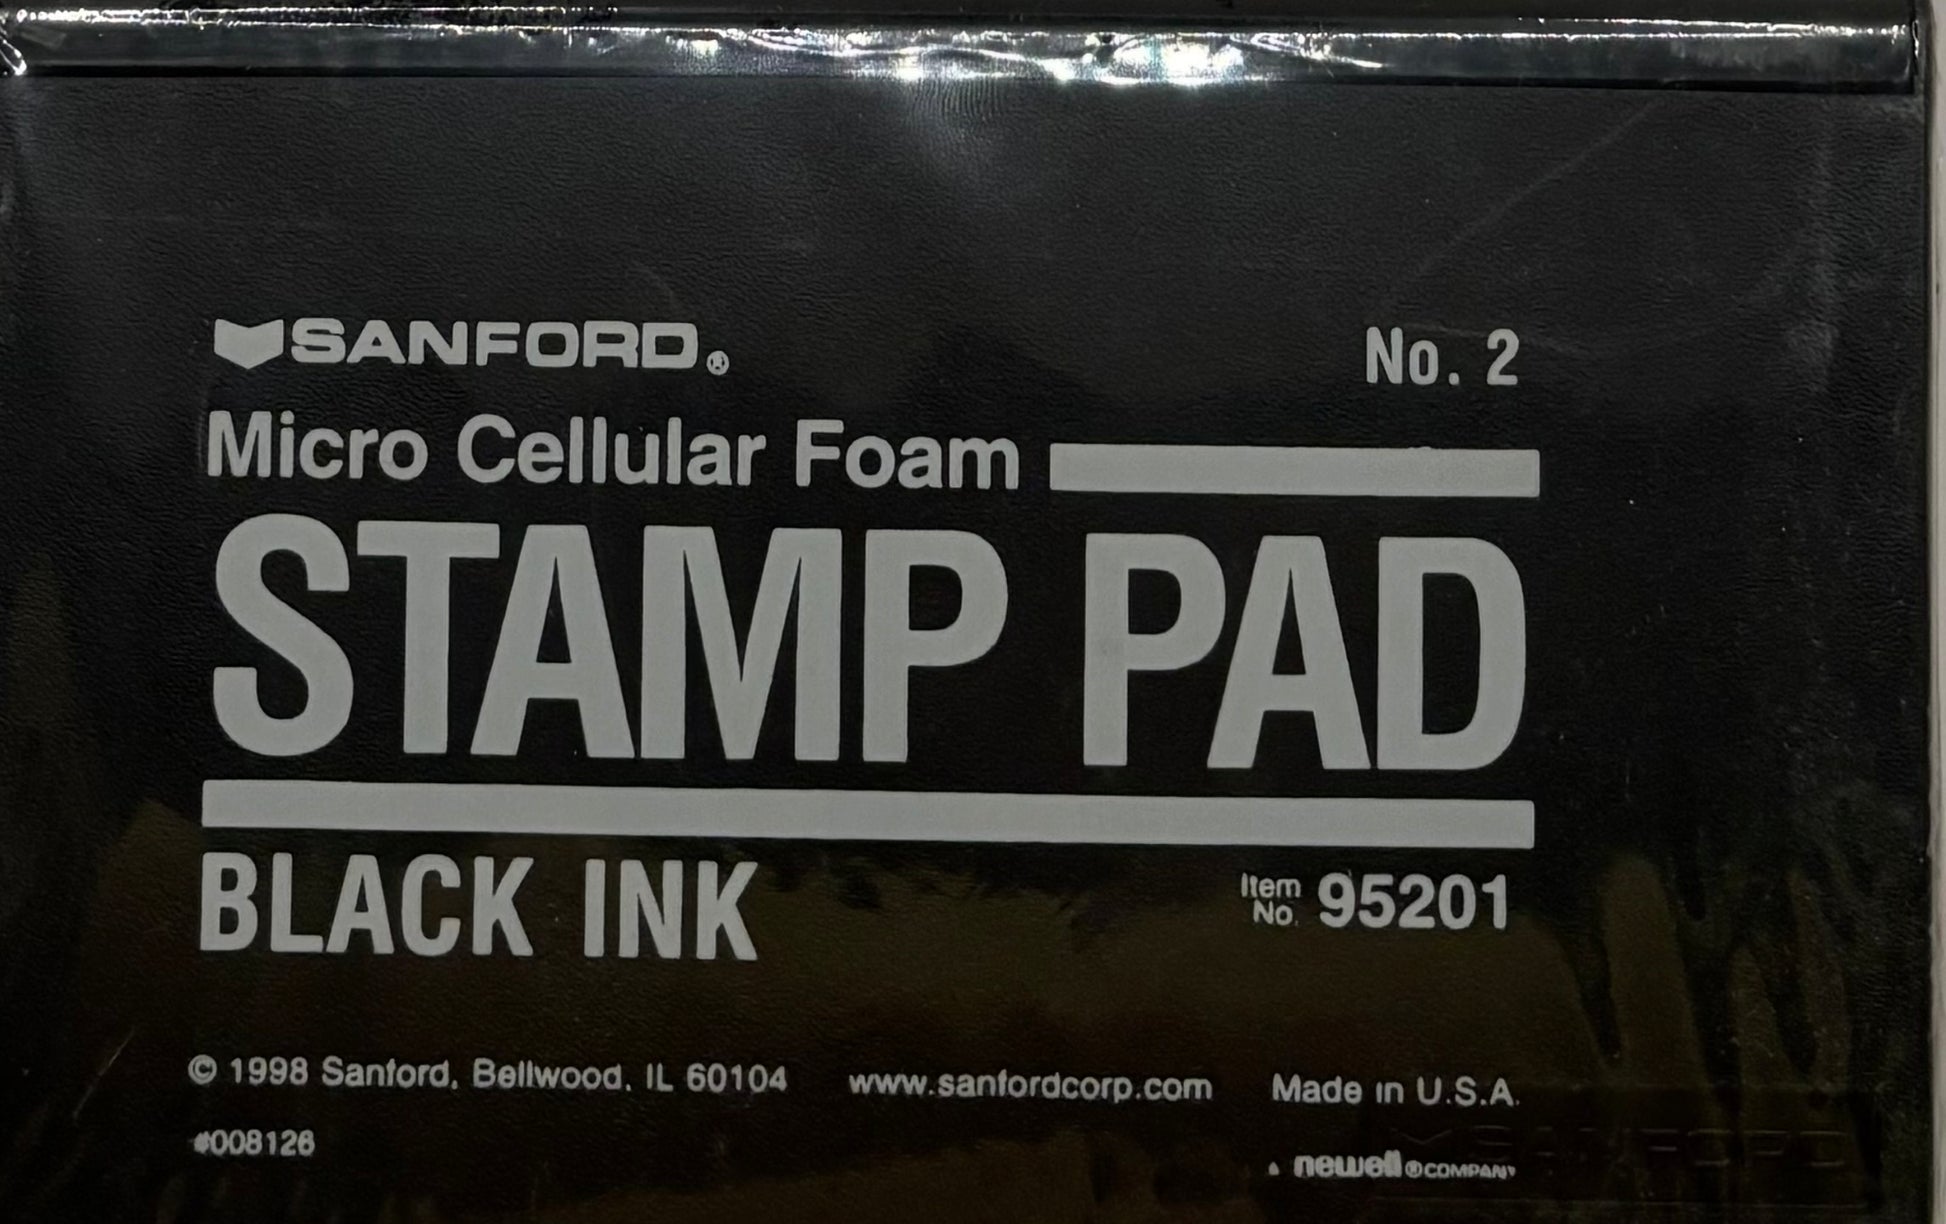 SANFORD®
No. 2
Micro Cellular Foam
STAMP PAD
BLACK INK
Item No. 95201
© 1998 Sanford, Bellwood, IL 60104 www.sanfordcorp.com Made in U.S.A.
#008126
A newell® COMPANY
SANFORD